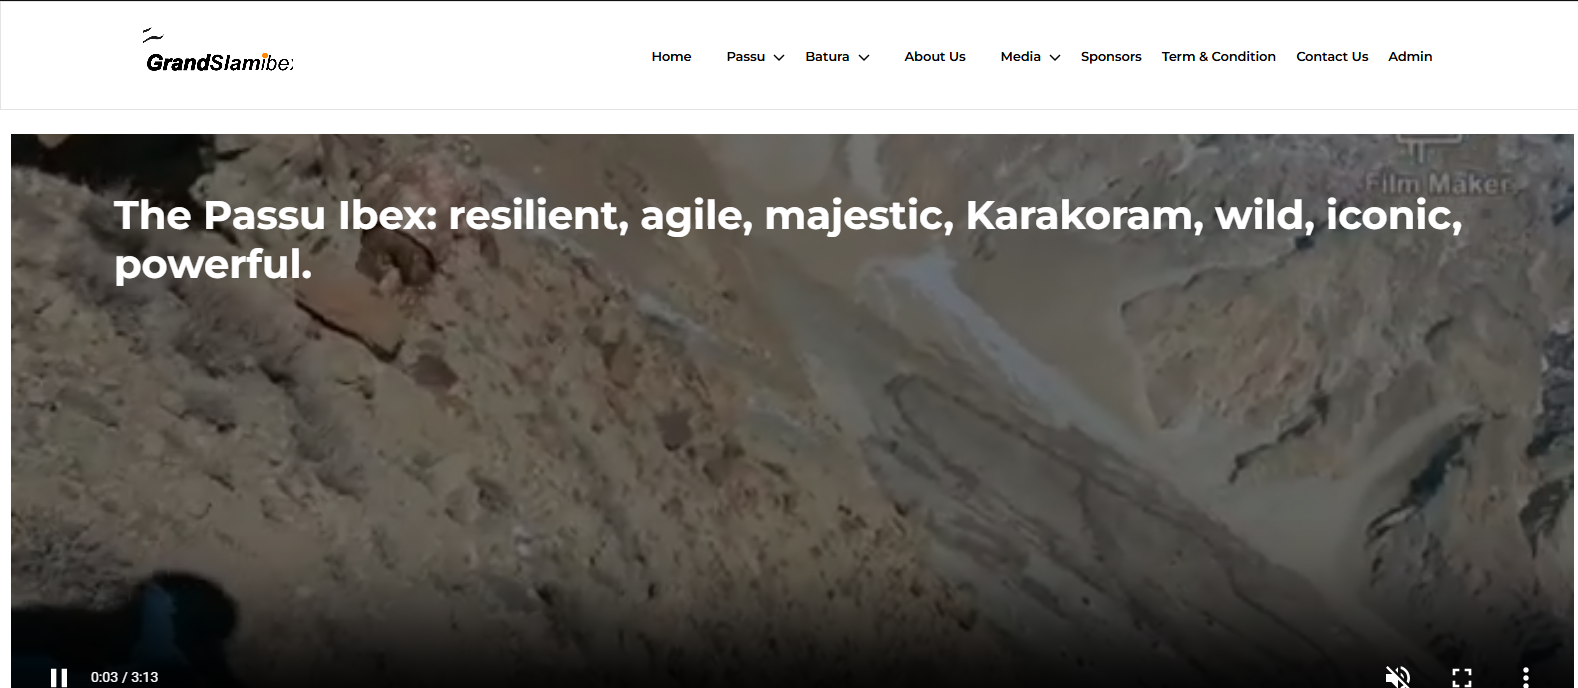 GrandSlamibex
Home Passu Batura About Us Media Sponsors Term & Condition Contact Us Admin
Film Maker
The Passu Ibex: resilient, agile, majestic, Karakoram, wild, iconic,
powerful.
0:03 / 3:13